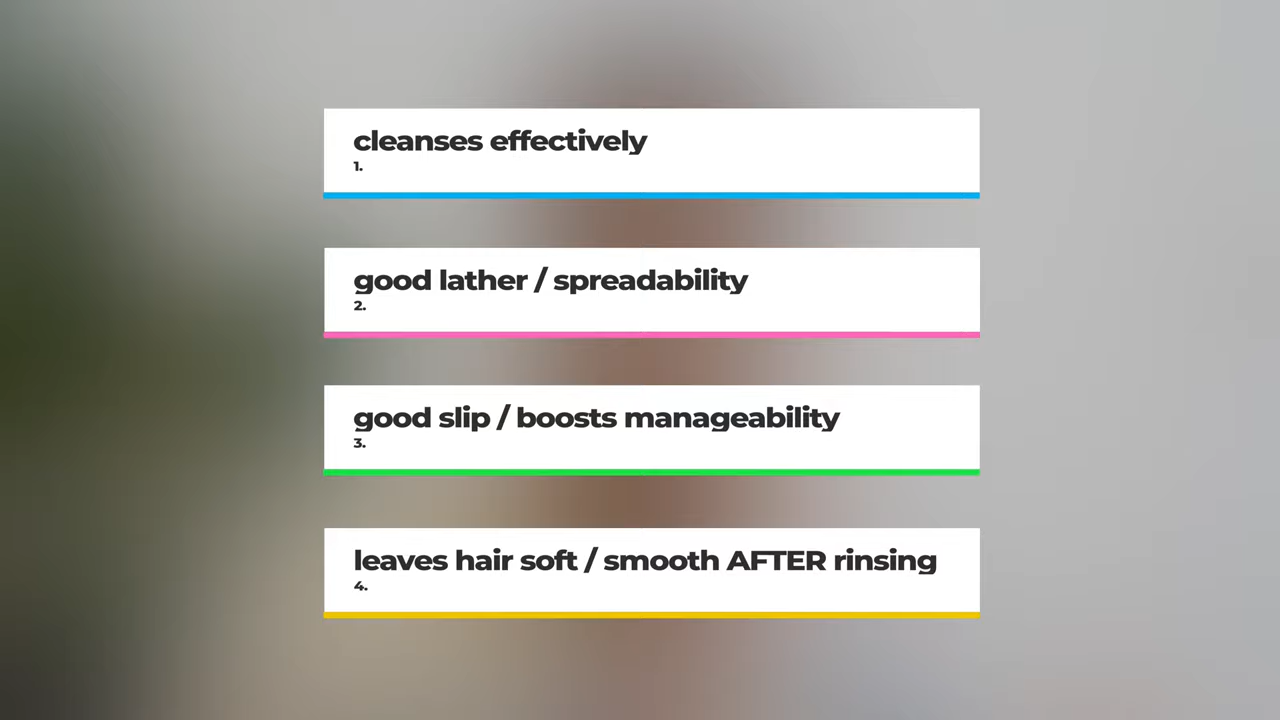 cleanses effectively
1.
good lather / spreadability
2.
good slip / boosts manageability
3.
leaves hair soft / smooth AFTER rinsing
4.